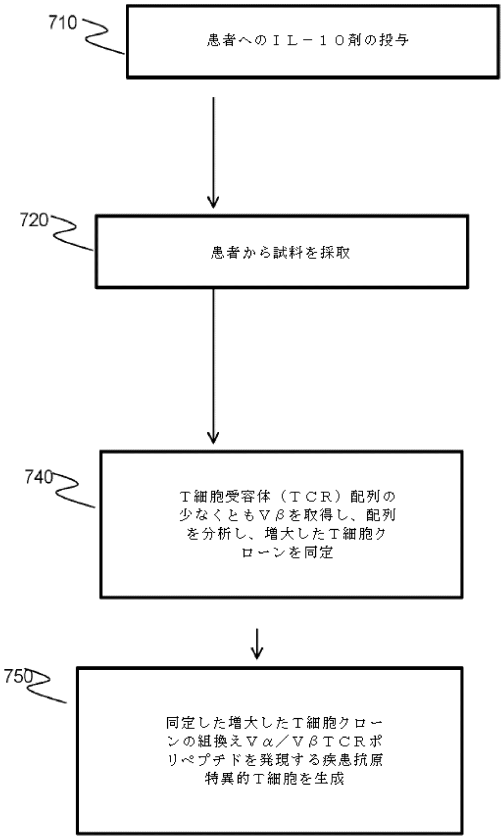 710
患者へのＩＬ－１０剤の投与
720
患者から試料を採取
740
Ｔ細胞受容体（ＴＣＲ）配列の
少なくともＶβを取得し、配列
を分析し、増大したＴ細胞ク
ローンを同定
750
同定した増大したＴ細胞クロー
ンの組換えＶα／ＶβＴＣＲポ
リペプチドを発現する疾患抗原
特異的Ｔ細胞を生成